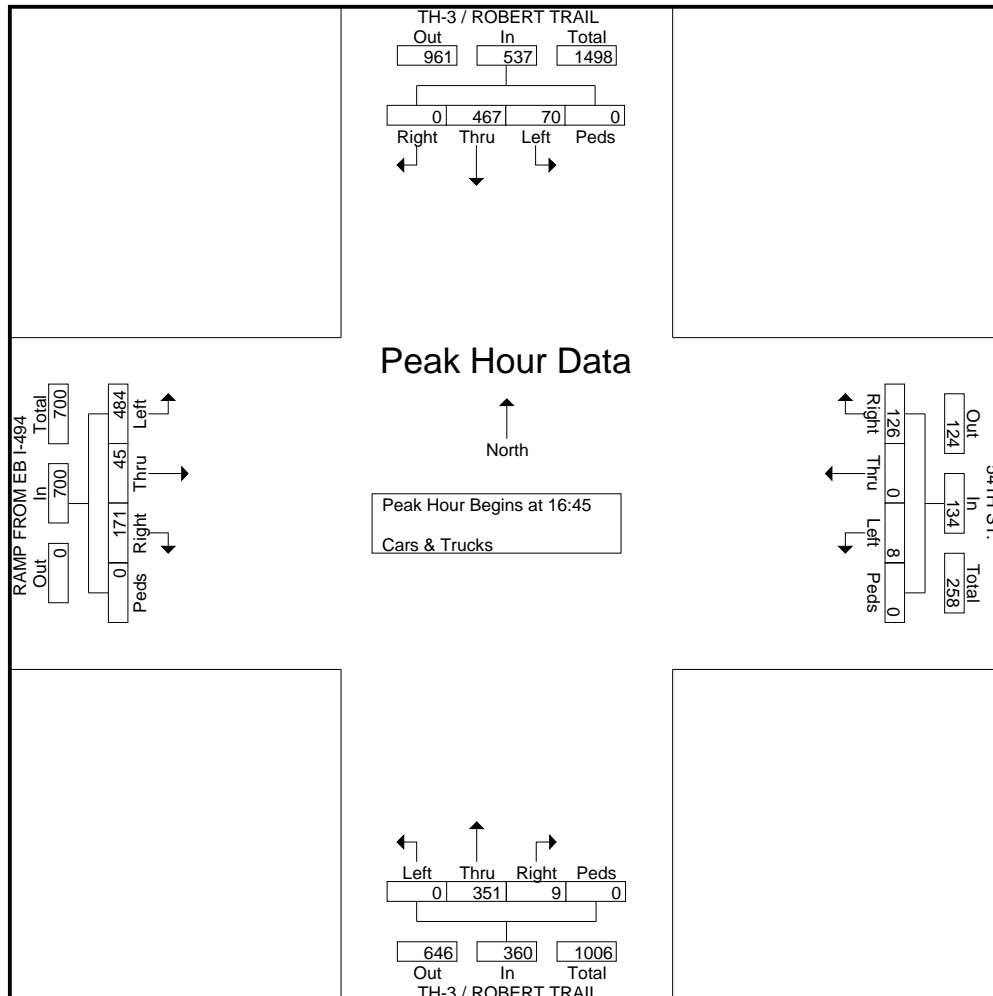 TH-3 / ROBERT TRAIL
Out In Total
961 537 1498
0 467 70 0
Right Thru Left Peds
Peak Hour Data
North
Peak Hour Begins at 16:45
Cars & Trucks
RAMP FROM EB I-494
Out In Total
0 700 700
0 171 45 484
Peds Right Thru Left
Out In Total
124 134 258
126 0 8 0
Right Thru Left Peds
Left Thru Right Peds
0 351 9 0
646 360 1006
Out In Total
TH-3 / ROBERT TRAIL